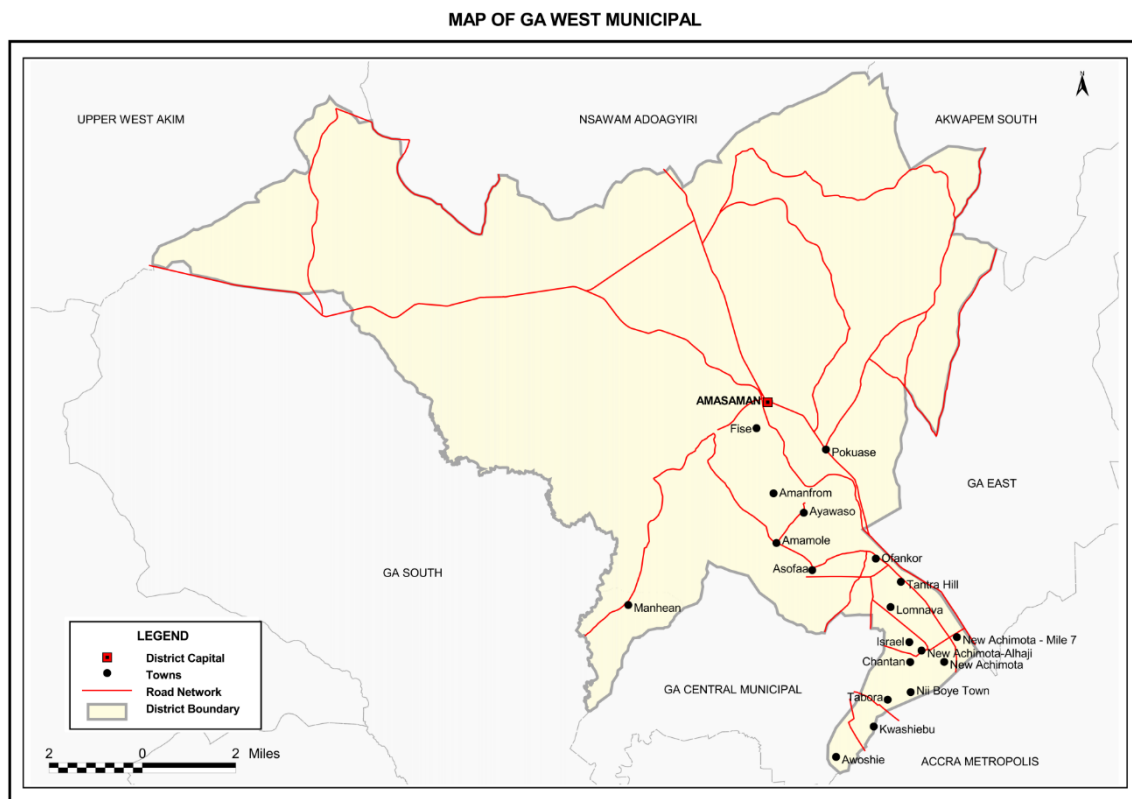 MAP OF GA WEST MUNICIPAL
N
UPPER WEST AKIM
NSAWAM ADOAGYIRI
AKWAPEM SOUTH
AMASAMAN
Fise
Pokuase
GA EAST
Amanfrom
Ayawaso
Amamole
Ofankor
Asofaa
GA SOUTH
Tantra Hill
Manhean
Lomnava
LEGEND
District Capital
Towns
Road Network
District Boundary
New Achimota - Mile 7
Israel
New Achimota-Alhaji
Chantan
New Achimota
GA CENTRAL MUNICIPAL
Nii Boye Town
Tabora
Kwashiebu
Awoshie
ACCRA METROPOLIS
2 0 2 Miles